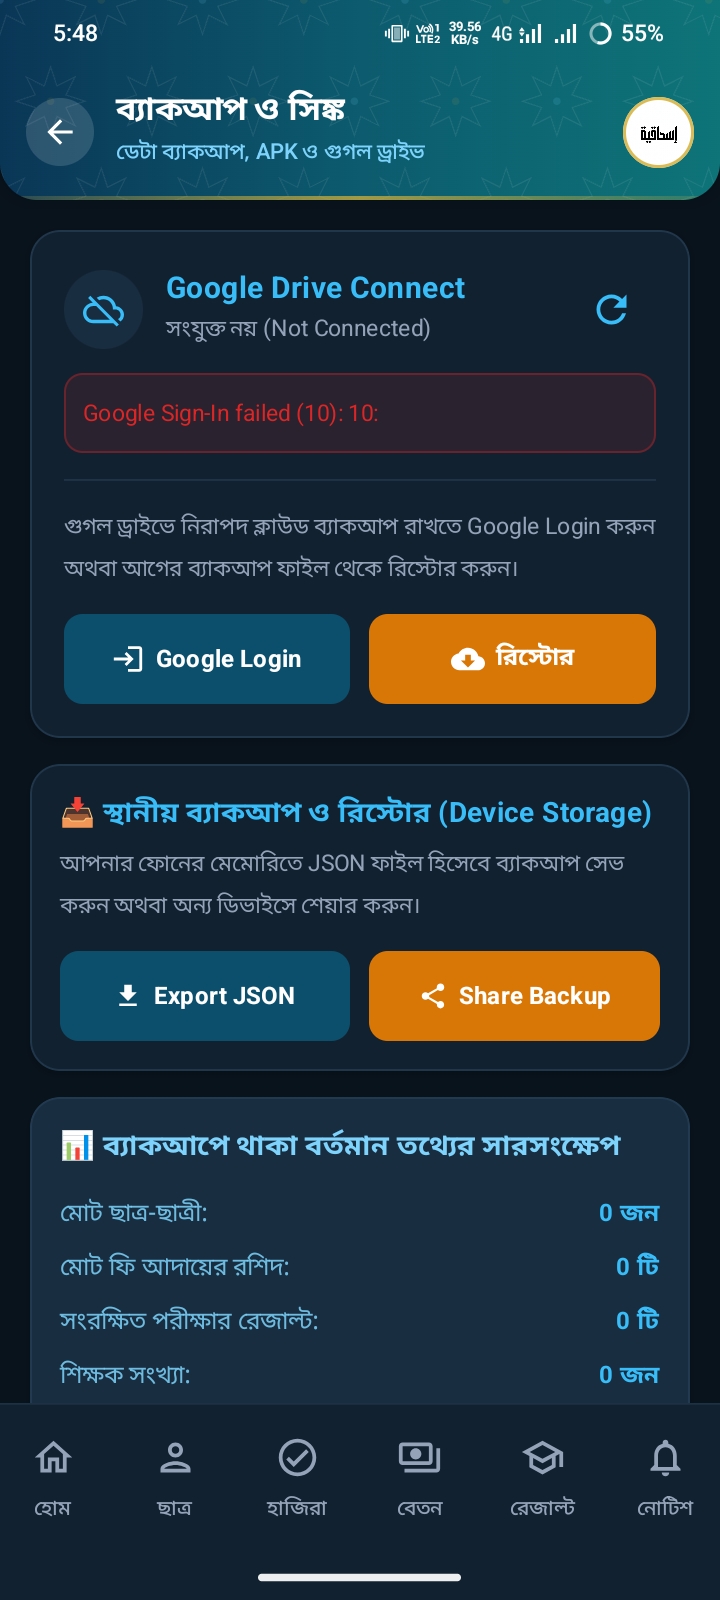 5:48
Vo)) 1
LTE2
39.56
KB/s
4G
55%
ব্যাকআপ ও সিঙ্ক
ডেটা ব্যাকআপ, APK ও গুগল ড্রাইভ
إسحاقية
Google Drive Connect
সংযুক্ত নয় (Not Connected)
Google Sign-In failed (10): 10:
গুগল ড্রাইভে নিরাপদ ক্লাউড ব্যাকআপ রাখতে Google Login করুন
অথবা আগের ব্যাকআপ ফাইল থেকে রিস্টোর করুন।
Google Login
রিস্টোর
📥 স্থানীয় ব্যাকআপ ও রিস্টোর (Device Storage)
আপনার ফোনের মেমোরিতে JSON ফাইল হিসেবে ব্যাকআপ সেভ
করুন অথবা অন্য ডিভাইসে শেয়ার করুন।
Export JSON
Share Backup
📊 ব্যাকআপে থাকা বর্তমান তথ্যের সারসংক্ষেপ
মোট ছাত্র-ছাত্রী: 0 জন
মোট ফি আদায়ের রশিদ: 0 টি
সংরক্ষিত পরীক্ষার রেজাল্ট: 0 টি
শিক্ষক সংখ্যা: 0 জন
হোম
ছাত্র
হাজিরা
বেতন
রেজাল্ট
নোটিশ